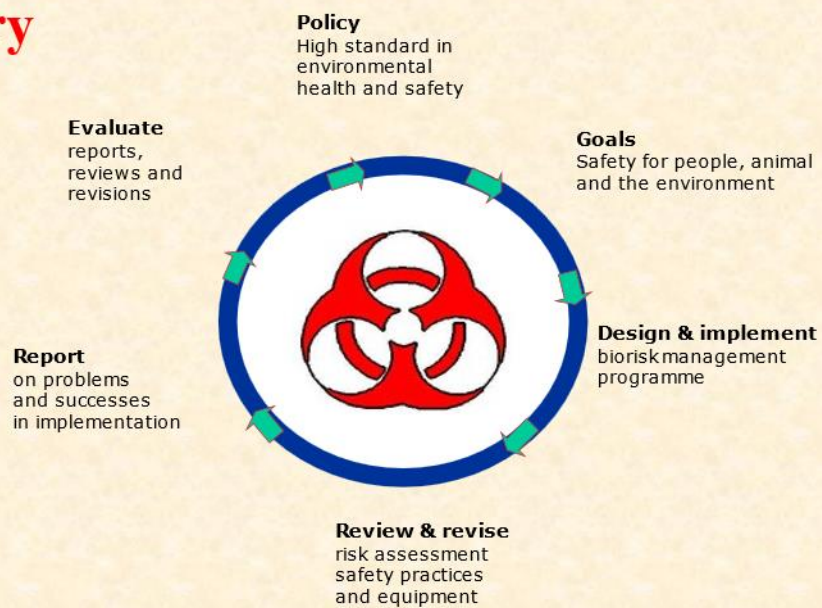 ry
Policy
High standard in
environmental
health and safety
Goals
Safety for people, animal
and the environment
Design & implement
biorisk management
programme
Review & revise
risk assessment
safety practices
and equipment
Report
on problems
and successes
in implementation
Evaluate
reports,
reviews and
revisions